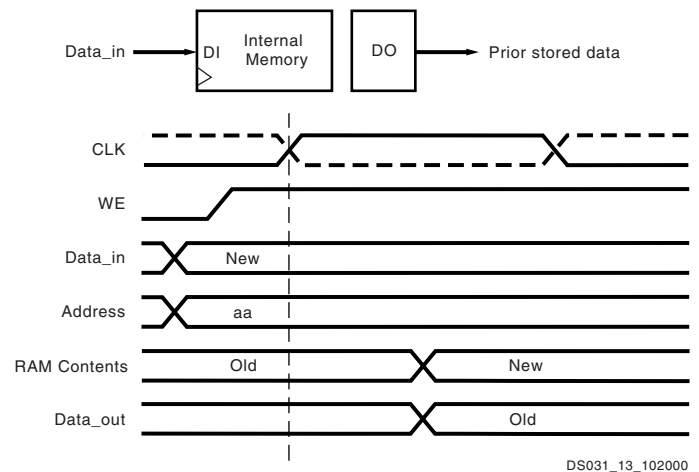 Data_in
DI
Internal
Memory
DO
Prior stored data
CLK
WE
Data_in
New
Address
aa
RAM Contents
Old
New
Data_out
Old
DS031_13_102000